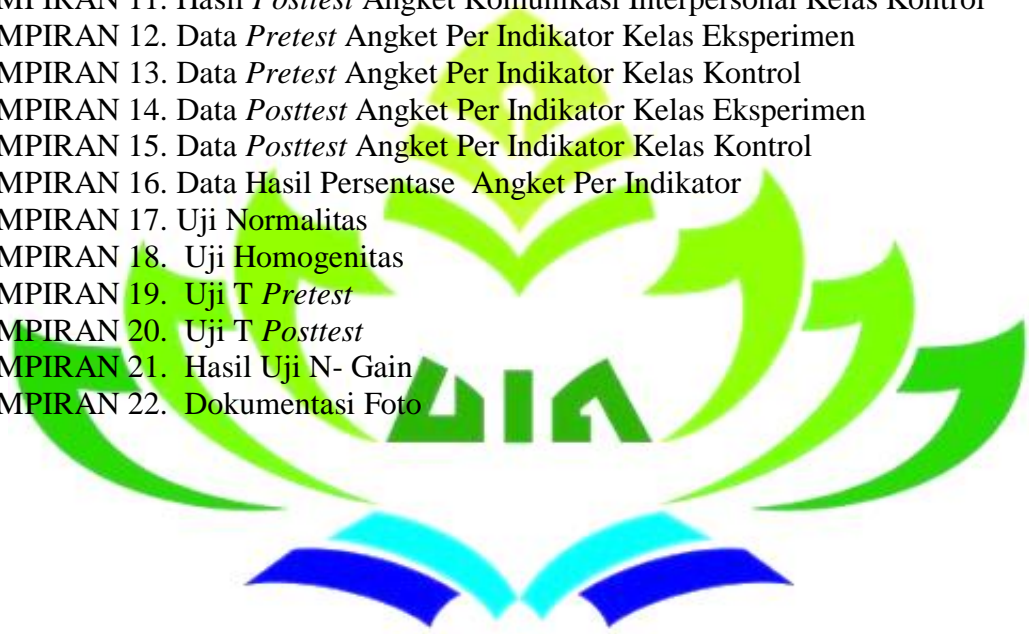 MPIRAN 11. Hasil Posttest Angket Komunikasi Interpersonal Kelas Kontrol
MPIRAN 12. Data Pretest Angket Per Indikator Kelas Eksperimen
MPIRAN 13. Data Pretest Angket Per Indikator Kelas Kontrol
MPIRAN 14. Data Posttest Angket Per Indikator Kelas Eksperimen
MPIRAN 15. Data Posttest Angket Per Indikator Kelas Kontrol
MPIRAN 16. Data Hasil Persentase Angket Per Indikator
MPIRAN 17. Uji Normalitas
MPIRAN 18. Uji Homogenitas
MPIRAN 19. Uji T Pretest
MPIRAN 20. Uji T Posttest
MPIRAN 21. Hasil Uji N- Gain
MPIRAN 22. Dokumentasi Foto